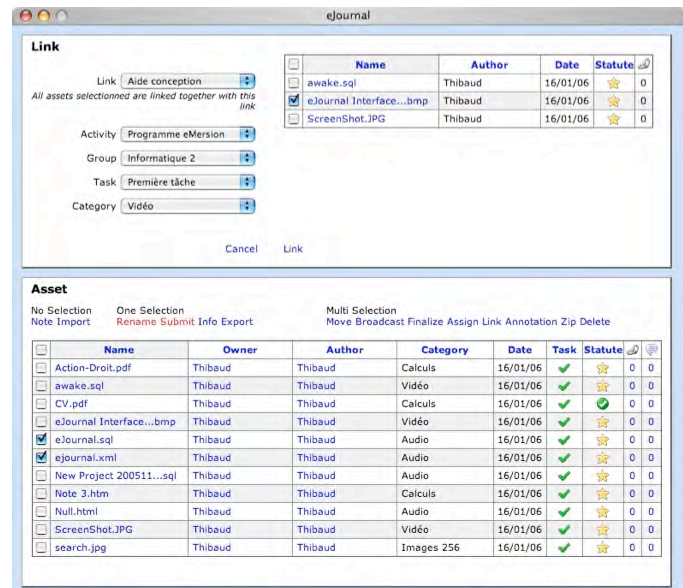 eJournal
Link
Link Aide conception
All assets selectionned are linked together with this
link
Activity Programme eMersion
Group Informatique 2
Task Première tâche
Category Vidéo
Cancel Link
Name Author Date Statute
awake.sql Thibaud 16/01/06 0
eJournal Interface...bmp Thibaud 16/01/06 0
ScreenShot.JPG Thibaud 16/01/06 0
Asset
No Selection One Selection Multi Selection
Note Import Rename Submit Info Export Move Broadcast Finalize Assign Link Annotation Zip Delete
Name Owner Author Category Date Task Statute
Action-Droit.pdf Thibaud Thibaud Calculs 16/01/06 0 0
awake.sql Thibaud Thibaud Vidéo 16/01/06 0 0
CV.pdf Thibaud Thibaud Calculs 16/01/06 0 0
eJournal Interface...bmp Thibaud Thibaud Vidéo 16/01/06 0 0
eJournal.sql Thibaud Thibaud Audio 16/01/06 0 0
ejournal.xml Thibaud Thibaud Audio 16/01/06 0 0
New Project 200511...sql Thibaud Thibaud Audio 16/01/06 0 0
Note 3.htm Thibaud Thibaud Calculs 16/01/06 0 0
Null.html Thibaud Thibaud Audio 16/01/06 0 0
ScreenShot.JPG Thibaud Thibaud Vidéo 16/01/06 0 0
search.jpg Thibaud Thibaud Images 256 16/01/06 0 0